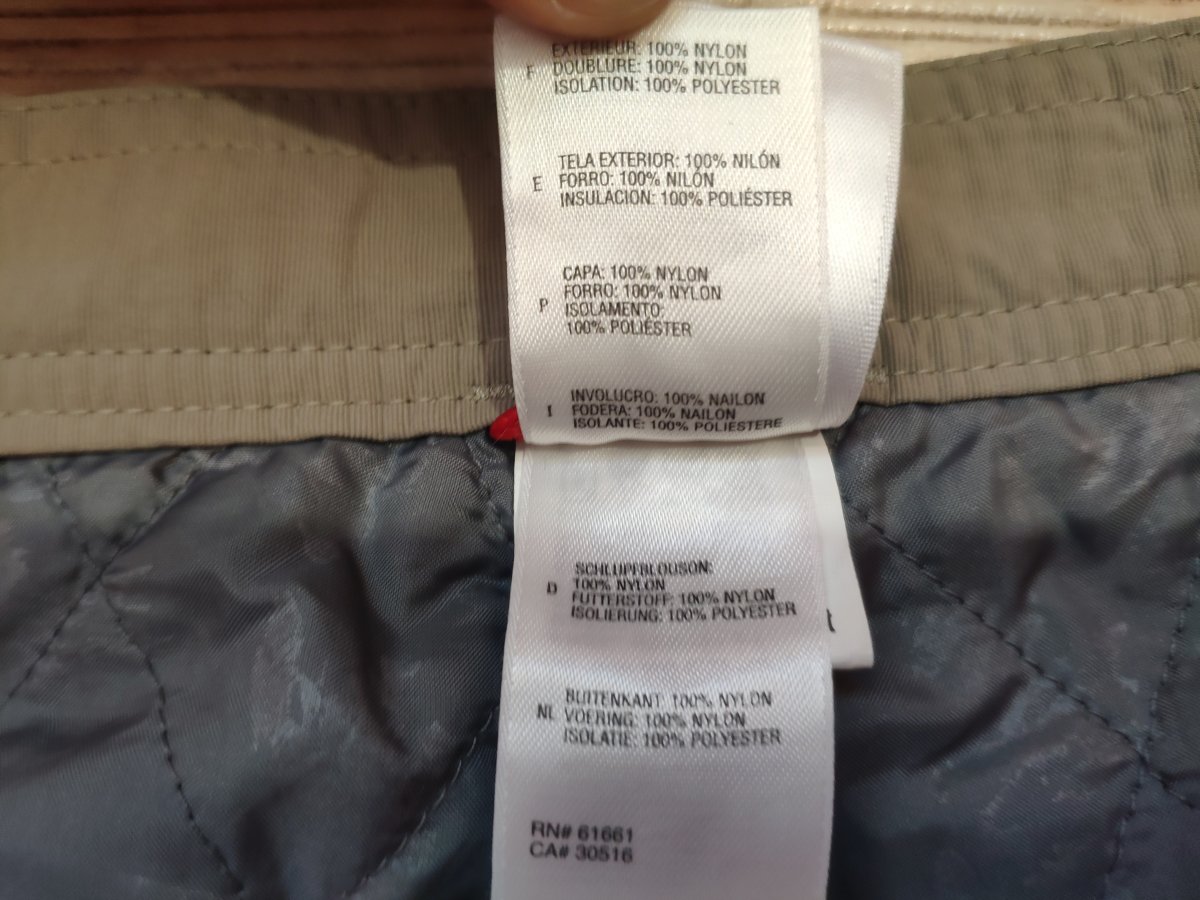 EXTÉRIEUR: 100% NYLON
F DOUBLURE: 100% NYLON
ISOLATION: 100% POLYESTER
TELA EXTERIOR: 100% NILÓN
E FORRO: 100% NILÓN
INSULACIÓN: 100% POLIÉSTER
CAPA: 100% NYLON
FORRO: 100% NYLON
P ISOLAMENTO:
100% POLIÉSTER
INVOLUCRO: 100% NAILON
I FODERA: 100% NAILON
ISOLANTE: 100% POLIESTERE
SCHLUPFBLOUSON:
D 100% NYLON
FUTTERSTOFF: 100% NYLON
ISOLIERUNG: 100% POLYESTER
t
BUITENKANT 100% NYLON
NL VOERING: 100% NYLON
ISOLATIE: 100% POLYESTER
RN# 61661
CA# 30516